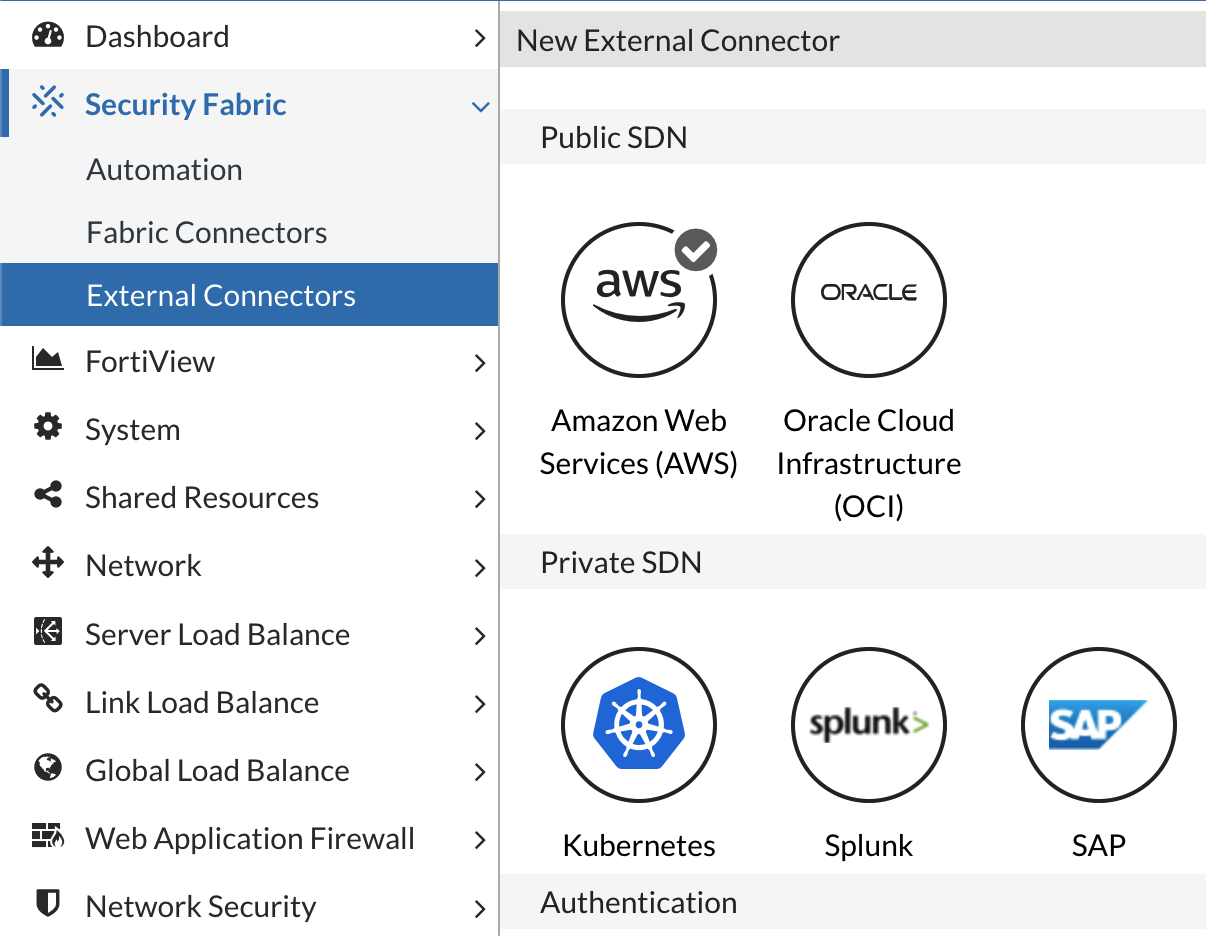 Dashboard
Security Fabric
Automation
Fabric Connectors
External Connectors
FortiView
System
Shared Resources
Network
Server Load Balance
Link Load Balance
Global Load Balance
Web Application Firewall
Network Security
New External Connector
Public SDN
aws
ORACLE
Amazon Web
Services (AWS)
Oracle Cloud
Infrastructure
(OCI)
Private SDN
splunk>
SAP
Kubernetes
Splunk
SAP
Authentication